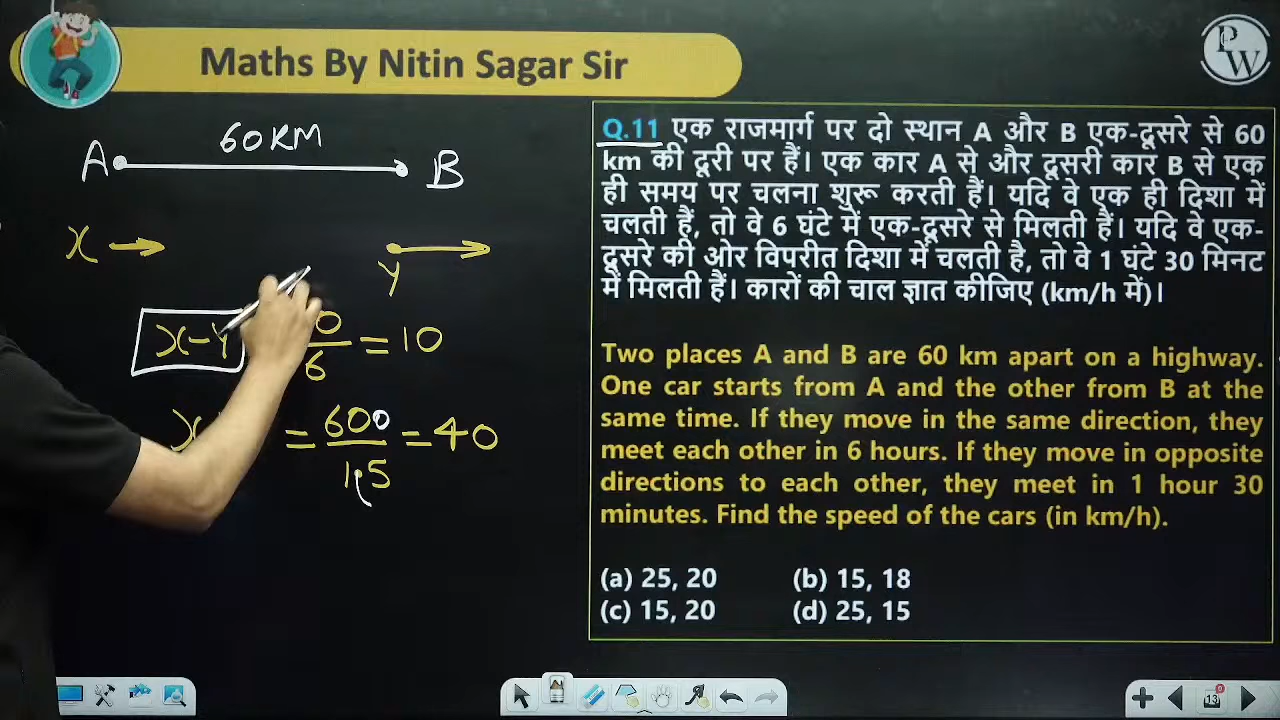 Maths By Nitin Sagar Sir
PW
60KM
A B
X
Y
= 10
6
= 600 = 40
1.5
Q.11 एक राजमार्ग पर दो स्थान A और B एक-दूसरे से 60
km की दूरी पर हैं। एक कार A से और दूसरी कार B से एक
ही समय पर चलना शुरू करती हैं। यदि वे एक ही दिशा में
चलती हैं, तो वे 6 घंटे में एक-दूसरे से मिलती हैं। यदि वे एक-
दूसरे की ओर विपरीत दिशा में चलती है, तो वे 1 घंटे 30 मिनट
में मिलती हैं। कारों की चाल ज्ञात कीजिए (km/h में)।
Two places A and B are 60 km apart on a highway.
One car starts from A and the other from B at the
same time. If they move in the same direction, they
meet each other in 6 hours. If they move in opposite
directions to each other, they meet in 1 hour 30
minutes. Find the speed of the cars (in km/h).
(a) 25, 20 (b) 15, 18
(c) 15, 20 (d) 25, 15
13